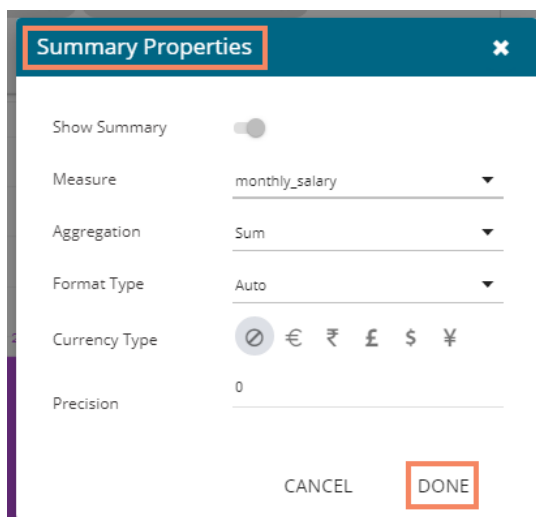 Summary Properties ✖
Show Summary
Measure monthly_salary
Aggregation Sum
Format Type Auto
Currency Type € ₹ £ $ ¥
Precision 0
CANCEL DONE